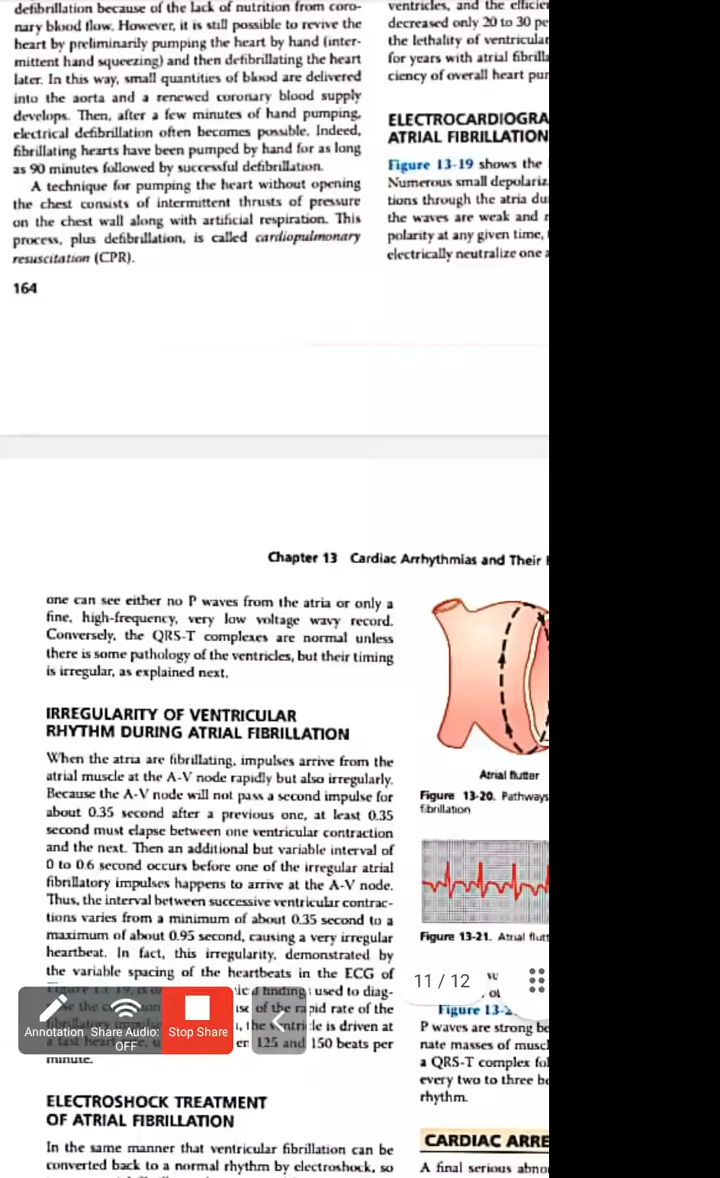 defibrillation because of the lack of nutrition from coro-
nary blood flow. However, it is still possible to revive the
heart by preliminarily pumping the heart by hand (inter-
mittent hand squeezing) and then defibrillating the heart
later. In this way, small quantities of blood are delivered
into the aorta and a renewed coronary blood supply
develops. Then, after a few minutes of hand pumping,
electrical defibrillation often becomes possible. Indeed,
fibrillating hearts have been pumped by hand for as long
as 90 minutes followed by successful defibrillation.
A technique for pumping the heart without opening
the chest consists of intermittent thrusts of pressure
on the chest wall along with artificial respiration. This
process, plus defibrillation, is called cardiopulmonary
resuscitation (CPR).
164
ventricles, and the
decreased only 20 to 30
the lethality of ventricular
for years with atrial
ciency of overall heart
ELECTROCARDIOGRA
ATRIAL FIBRILLATION
Figure 13-19 shows the
Numerous small
tions through the atria
the waves are weak and
polarity at any given time,
electrically neutralize one
Chapter 13 Cardiac Arrhythmias and Their
one can see either no P waves from the atria or only a
fine, high-frequency, very low voltage wavy record.
Conversely, the QRS-T complexes are normal unless
there is some pathology of the ventricles, but their timing
is irregular, as explained next.
IRREGULARITY OF VENTRICULAR
RHYTHM DURING ATRIAL FIBRILLATION
When the atria are fibrillating, impulses arrive from the
atrial muscle at the A-V node rapidly but also irregularly.
Because the A-V node will not pass a second impulse for
about 0.35 second after a previous one, at least 0.35
second must elapse between one ventricular contraction
and the next. Then an additional but variable interval of
0 to 0.6 second occurs before one of the irregular atrial
fibrillatory impulses happens to arrive at the A-V node.
Thus, the interval between successive ventricular contrac-
tions varies from a minimum of about 0.35 second to a
maximum of about 0.95 second, causing a very irregular
heartbeat. In fact, this irregularity, demonstrated by
the variable spacing of the heartbeats in the ECG of
finding used to diag-
of the rapid rate of the
is driven at
125 and 150 beats per
minute.
ELECTROSHOCK TREATMENT
OF ATRIAL FIBRILLATION
In the same manner that ventricular fibrillation can be
converted back to a normal rhythm by electroshock, so
Atrial flutter
Figure 13-20. Pathways
fibrillation
Figure 13-21. Atrial
P waves are strong
nate masses of
a QRS-T complex
every two to three
rhythm.
CARDIAC ARRE
A final serious
11 / 12
Annotation
Share Audio:
OFF
Stop Share